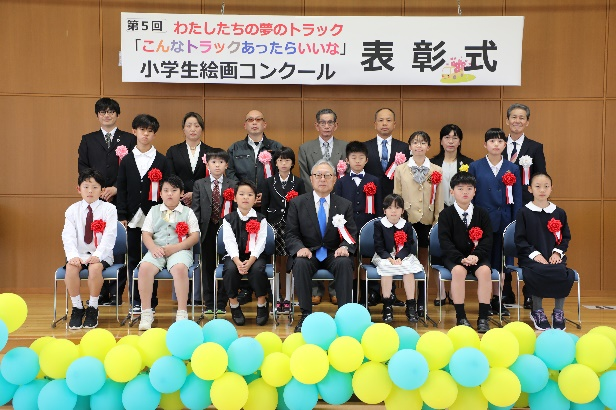 第5回 わたしたちの夢のトラック
「こんなトラックあったらいいな」
小学生絵画コンクール 表彰式